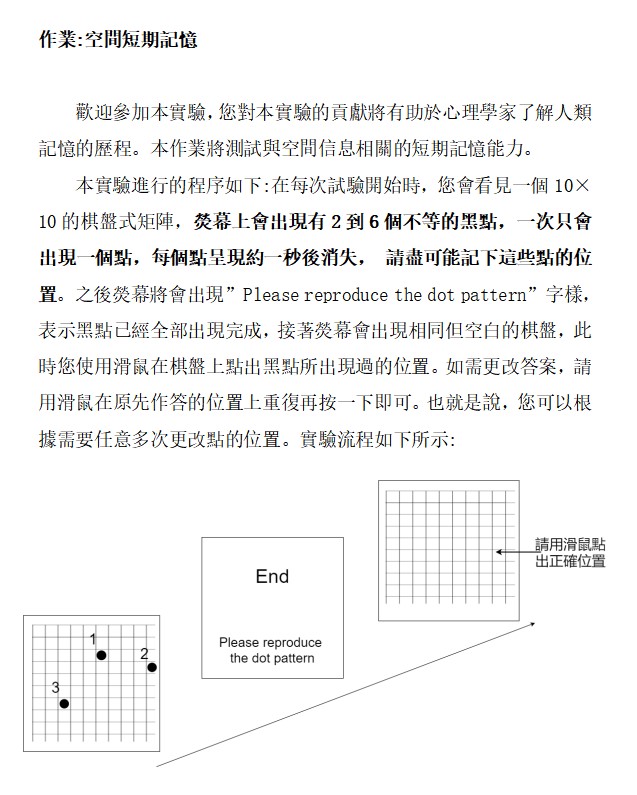 作業:空間短期記憶
歡迎參加本實驗,您對本實驗的貢獻將有助於心理學家了解人類
記憶的歷程。本作業將測試與空間信息相關的短期記憶能力。
本實驗進行的程序如下:在每次試驗開始時,您會看見一個 10×
10 的棋盤式矩陣,熒幕上會出現有 2 到 6 個不等的黑點，一次只會
出現一個點，每個點呈現約一秒後消失， 請盡可能記下這些點的位
置。之後熒幕將會出現”Please reproduce the dot pattern”字樣,
表示黑點已經全部出現完成,接著熒幕會出現相同但空白的棋盤,此
時您使用滑鼠在棋盤上點出黑點所出現過的位置。如需更改答案,請
用滑鼠在原先作答的位置上重復再按一下即可。也就是說,您可以根
據需要任意多次更改點的位置。實驗流程如下所示:
請用滑鼠點
出正確位置
End
Please reproduce
the dot pattern
1
2
3